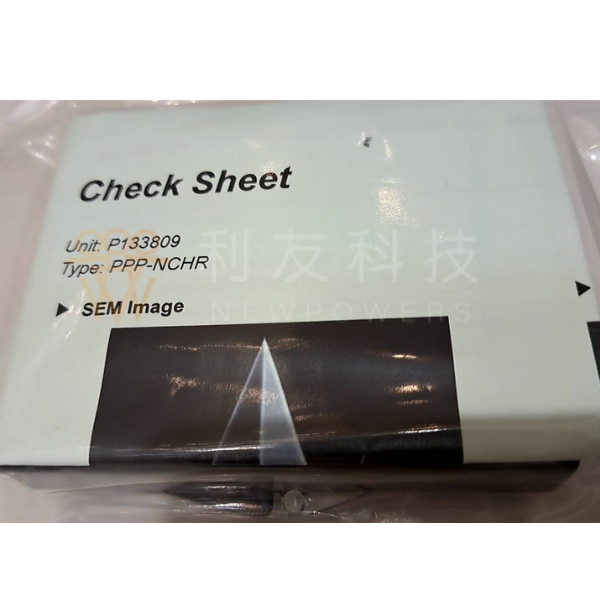 Check Sheet
Unit: P133809
Type: PPP-NCHR
SEM Image
利友科技
NEWPOWERS